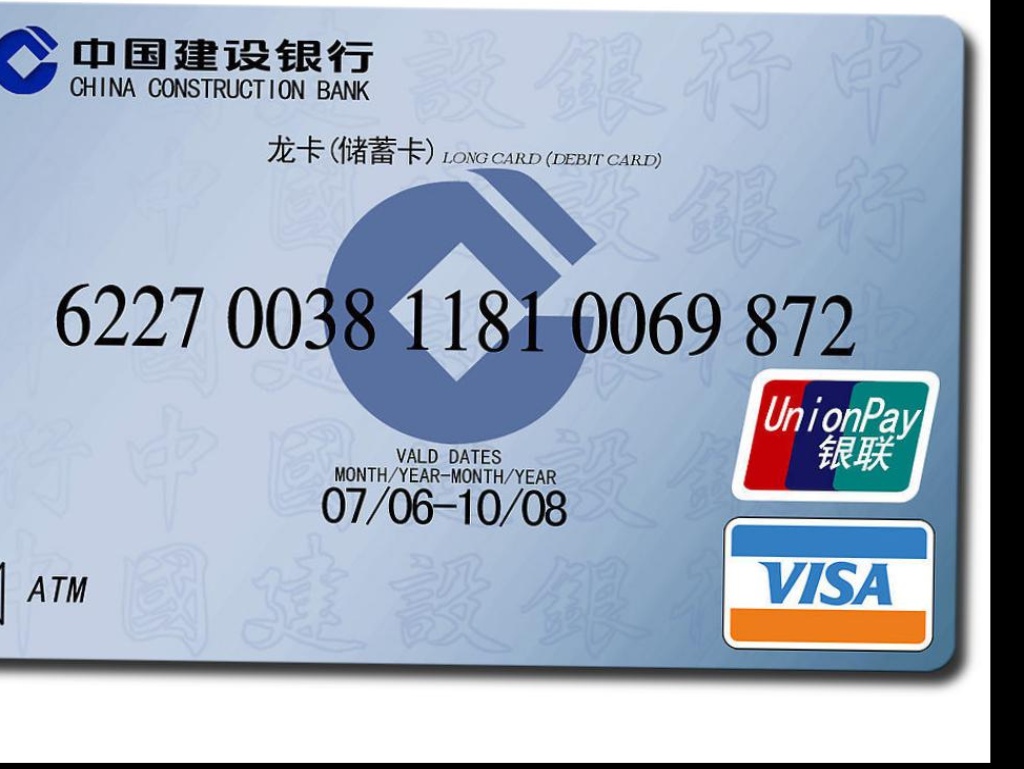 中国建设银行
CHINA CONSTRUCTION BANK
龙卡(储蓄卡) LONG CARD (DEBIT CARD)
6227 0038 1181 0069 872
UnionPay
银联
VALD DATES
MONTH/YEAR-MONTH/YEAR
07/06-10/08
ATM
VISA